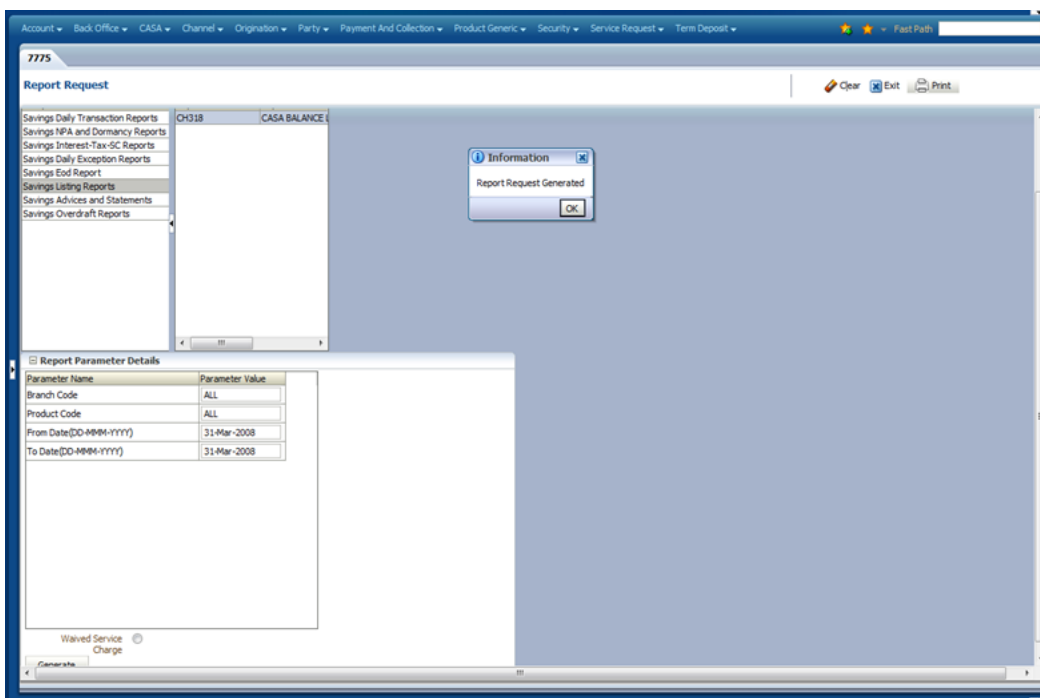 Account Back Office CASA Channel Origination Party Payment And Collection Product Generic Security Service Request Term Deposit Fast Path
7775
Report Request Clear Exit Print
Savings Daily Transaction Reports CH318 CASA BALANCE
Savings NPA and Dormancy Reports
Savings Interest-Tax-SC Reports
Savings Daily Exception Reports
Savings Eod Report
Savings Listing Reports
Savings Advices and Statements
Savings Overdraft Reports
Information
Report Request Generated
OK
Report Parameter Details
Parameter Name Parameter Value
Branch Code ALL
Product Code ALL
From Date(DD-MMM-YYYY) 31-Mar-2008
To Date(DD-MMM-YYYY) 31-Mar-2008
Waived Service
Charge
Generate